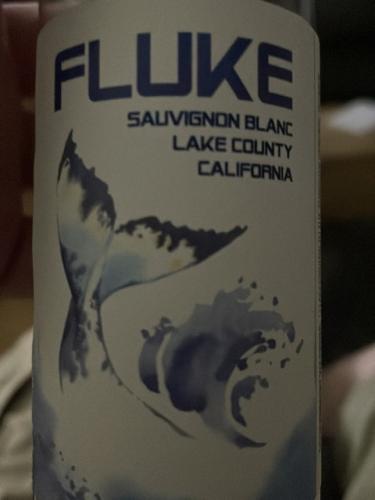 FLUKE
SAUVIGNON BLANC
LAKE COUNTY
CALIFORNIA